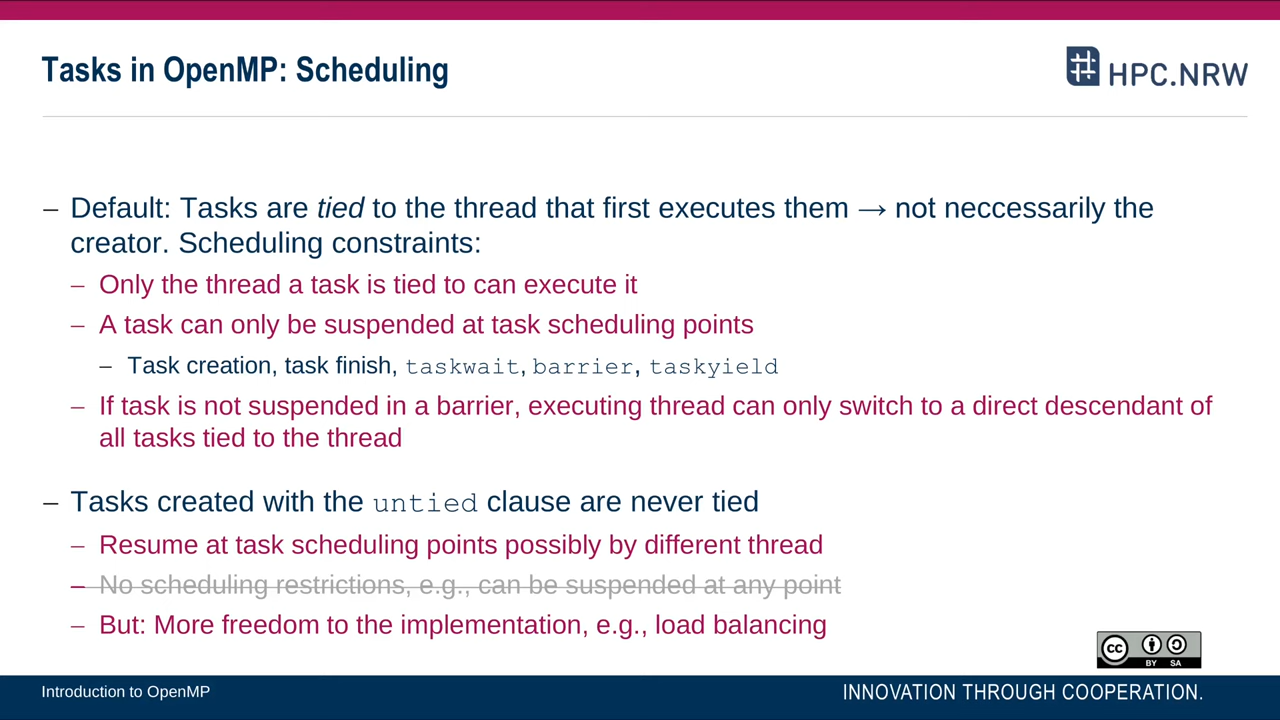 Tasks in OpenMP: Scheduling
HPC.NRW
– Default: Tasks are tied to the thread that first executes them → not neccessarily the
creator. Scheduling constraints:
– Only the thread a task is tied to can execute it
– A task can only be suspended at task scheduling points
– Task creation, task finish, taskwait, barrier, taskyield
– If task is not suspended in a barrier, executing thread can only switch to a direct descendant of
all tasks tied to the thread
– Tasks created with the untied clause are never tied
– Resume at task scheduling points possibly by different thread
– No scheduling restrictions, e.g., can be suspended at any point
– But: More freedom to the implementation, e.g., load balancing
cc BY SA
Introduction to OpenMP
INNOVATION THROUGH COOPERATION.